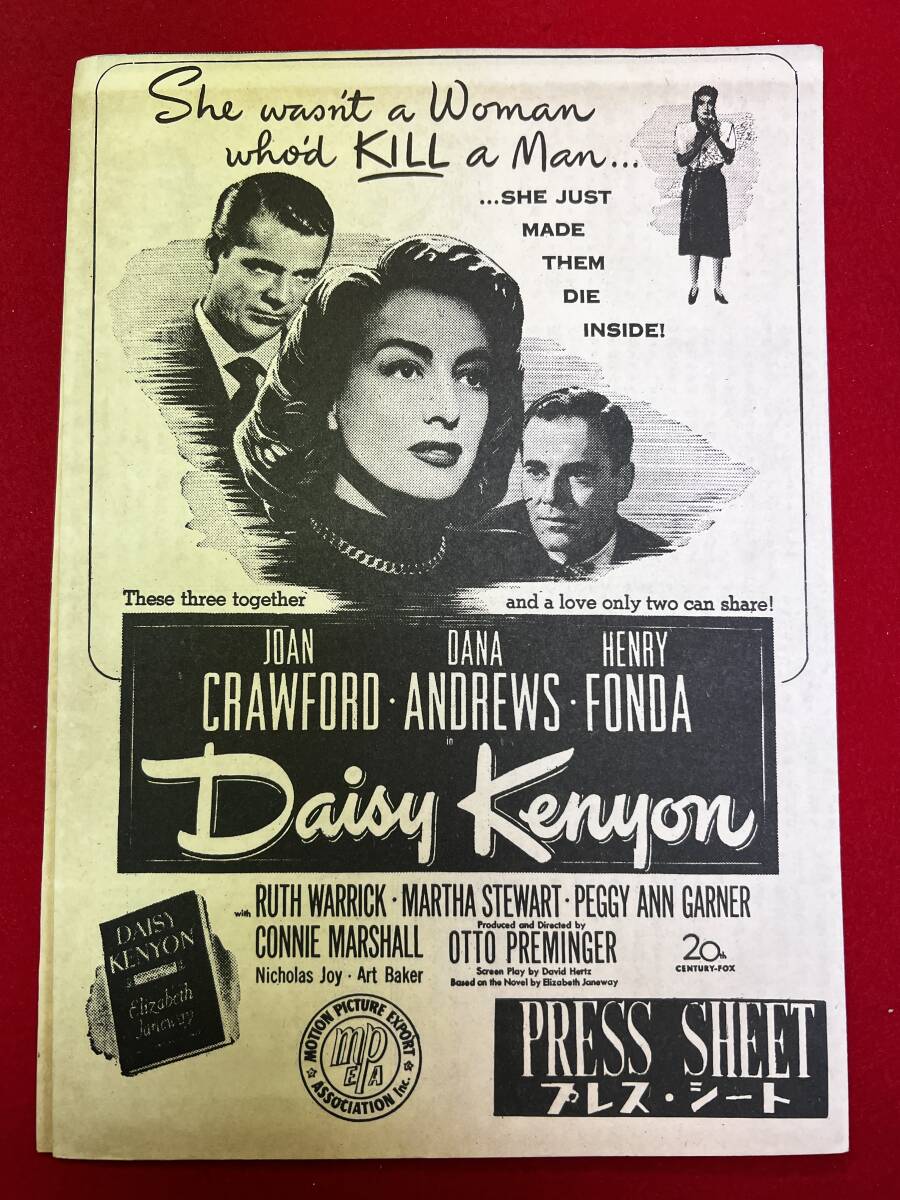 She wasn't a Woman
who'd KILL a Man...
...SHE JUST
MADE
THEM
DIE
INSIDE!
These three together and a love only two can share!
JOAN DANA HENRY
CRAWFORD · ANDREWS · FONDA
in
Daisy Kenyon
with RUTH WARRICK · MARTHA STEWART · PEGGY ANN GARNER
CONNIE MARSHALL
Nicholas Joy · Art Baker
Produced and Directed by
OTTO PREMINGER
Screen Play by David Hertz
Based on the Novel by Elizabeth Janeway
20th
CENTURY-FOX
DAISY
KENYON
Elizabeth
Janeway
MOTION PICTURE EXPORT
ASSOCIATION Inc.
mp
EA
PRESS SHEET
プレス・シート